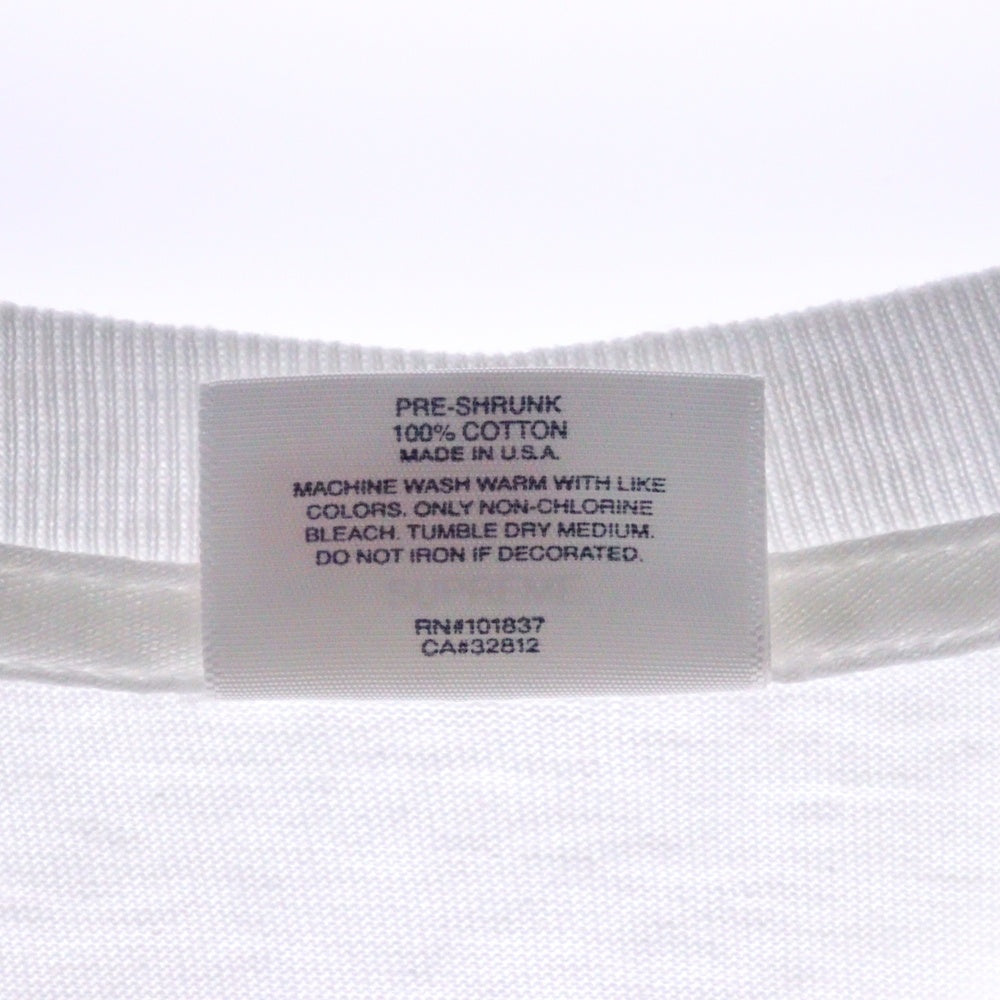 PRE-SHRUNK
100% COTTON
MADE IN U.S.A.
MACHINE WASH WARM WITH LIKE
COLORS. ONLY NON-CHLORINE
BLEACH. TUMBLE DRY MEDIUM.
DO NOT IRON IF DECORATED.
RN#101837
CA#32812